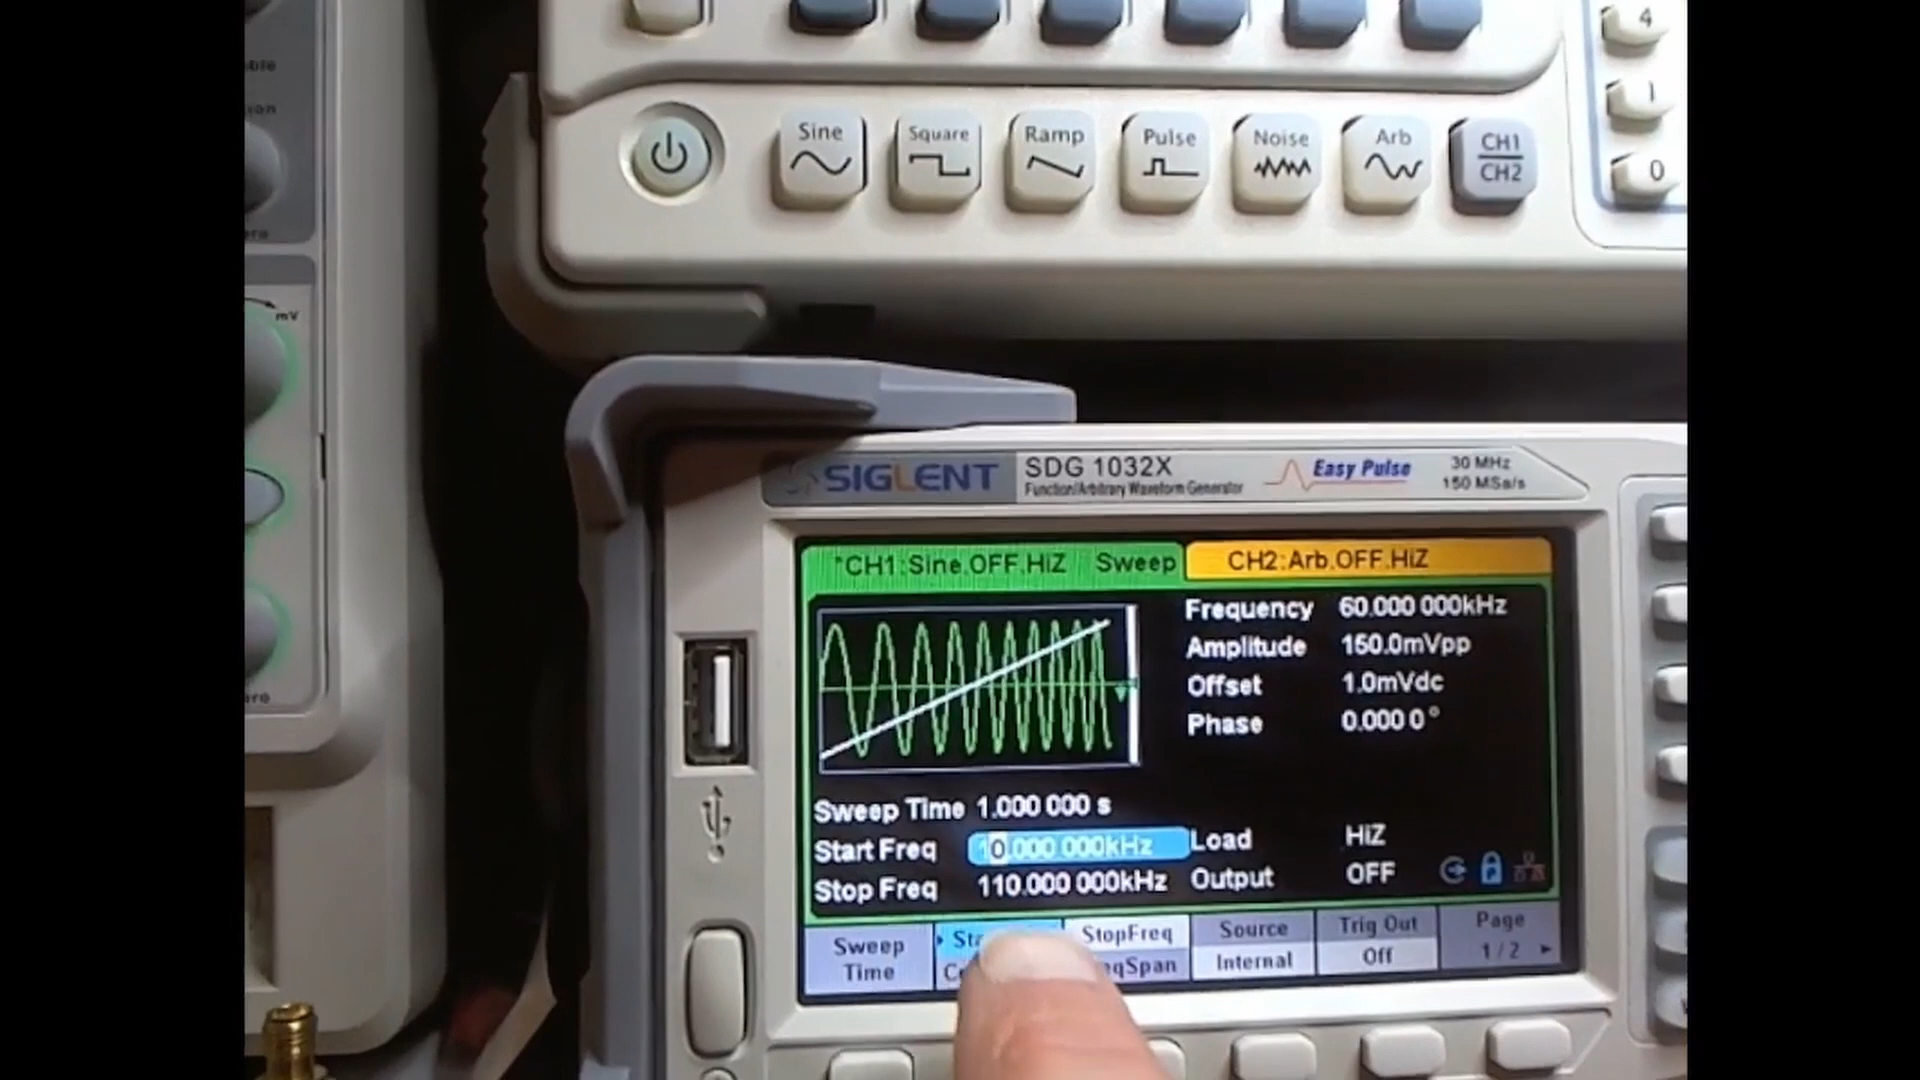 4
1
0
Sine
Square
Ramp
Pulse
Noise
Arb
CH1
CH2
mV
SIGLENT
SDG 1032X
Function/Arbitrary Waveform Generator
Easy Pulse
30 MHz
150 MSa/s
*CH1:Sine,OFF,HiZ Sweep
CH2:Arb,OFF,HiZ
Frequency 60.000 000kHz
Amplitude 150.0mVpp
Offset 1.0mVdc
Phase 0.000 0°
Sweep Time 1.000 000 s
Start Freq 10.000 000kHz
Load HiZ
Stop Freq 110.000 000kHz
Output OFF
Sweep
Time
StopFreq
Source
Internal
Trig Out
Off
Page
1/2